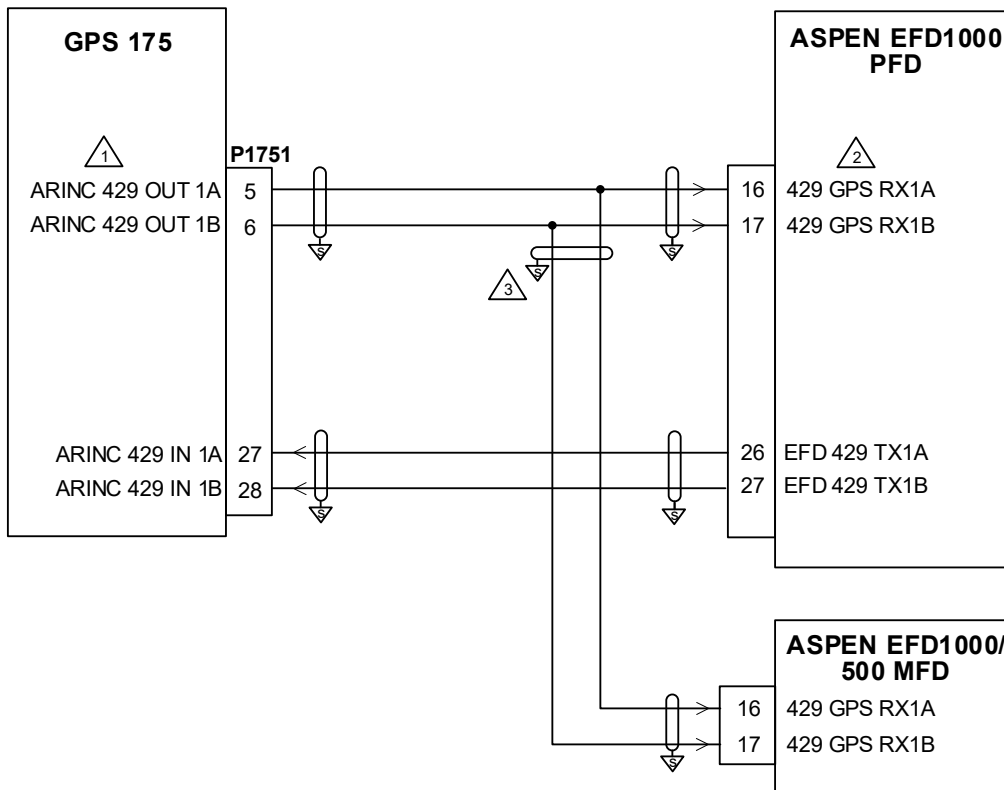 GPS 175
1
P1751
ARINC 429 OUT 1A 5
ARINC 429 OUT 1B 6
ARINC 429 IN 1A 27
ARINC 429 IN 1B 28
S
S
S
3
S
S
ASPEN EFD1000
PFD
2
16 429 GPS RX1A
17 429 GPS RX1B
26 EFD 429 TX1A
27 EFD 429 TX1B
ASPEN EFD1000/
500 MFD
16 429 GPS RX1A
17 429 GPS RX1B
S